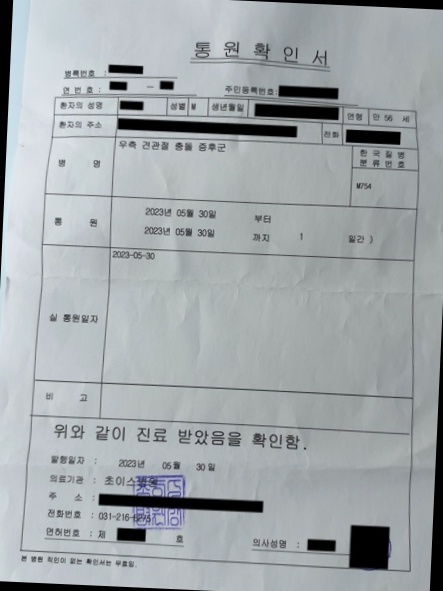 통원확인서
병록번호 :
연 번 호 : -- 주민등록번호:
환자의 성명 성별 M 생년월일 연령 만 56 세
환자의 주소 전화
병 명 우측 견관절 충돌 증후군 한국질병 분류번호
M754
통 원 2023년 05월 30일 부터
2023년 05월 30일 까지 1 일간 )
실 통원일자 2023-05-30
비 고
위와 같이 진료 받았음을 확인함.
발행일자 : 2023년 05월 30일
의료기관 : 초이스병원
주 소 :
전화번호 : 031-216-6275
면허번호 : 제 호 의사성명 :
본 병원 직인이 없는 확인서는 무효임.